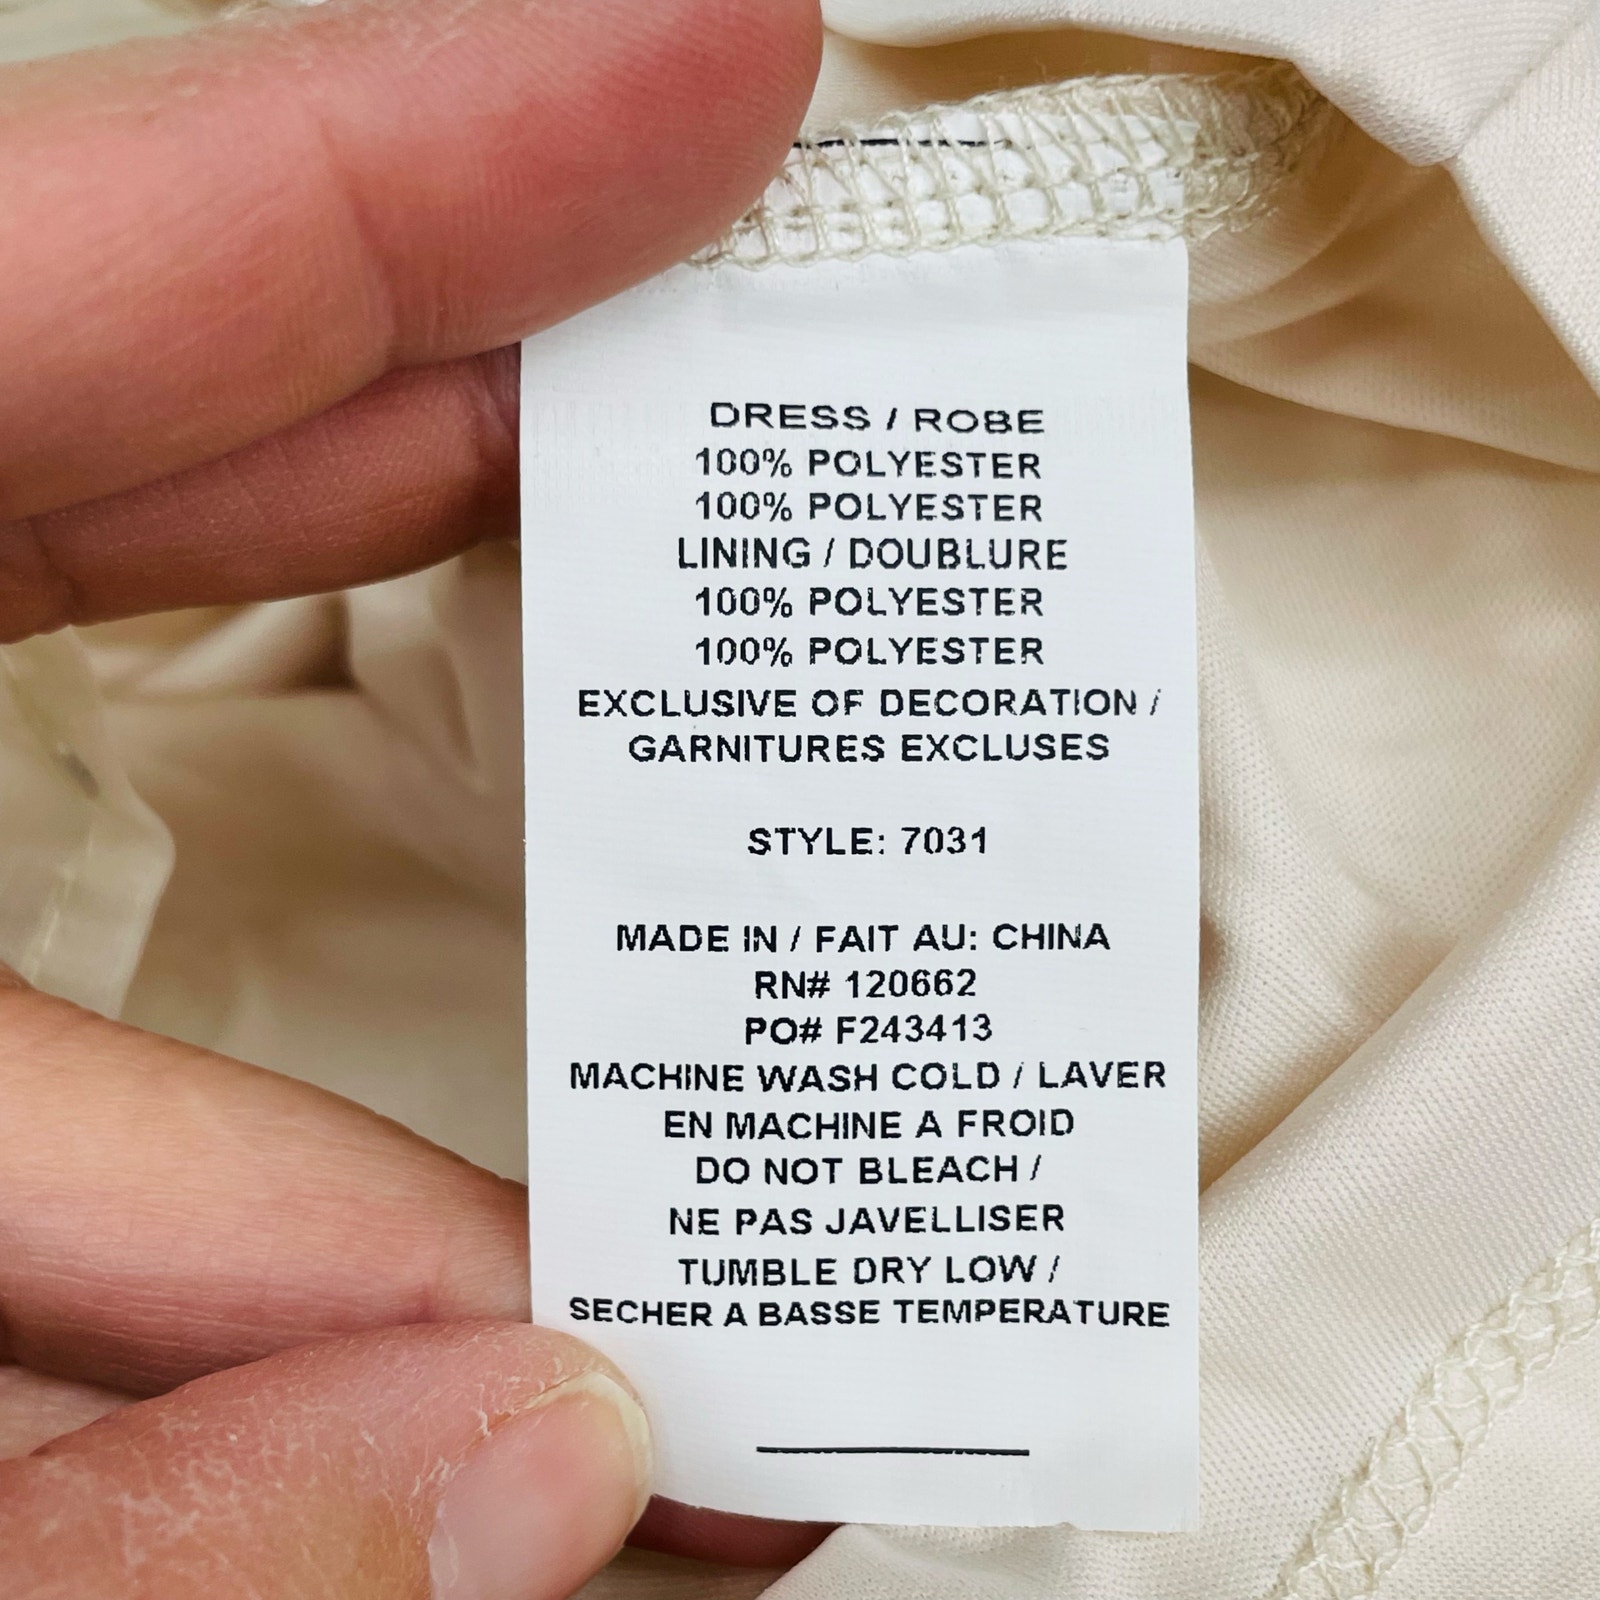 DRESS / ROBE
100% POLYESTER
100% POLYESTER
LINING / DOUBLURE
100% POLYESTER
100% POLYESTER
EXCLUSIVE OF DECORATION /
GARNITURES EXCLUSES
STYLE: 7031
MADE IN / FAIT AU: CHINA
RN# 120662
PO# F243413
MACHINE WASH COLD / LAVER
EN MACHINE A FROID
DO NOT BLEACH /
NE PAS JAVELLISER
TUMBLE DRY LOW /
SECHER A BASSE TEMPERATURE